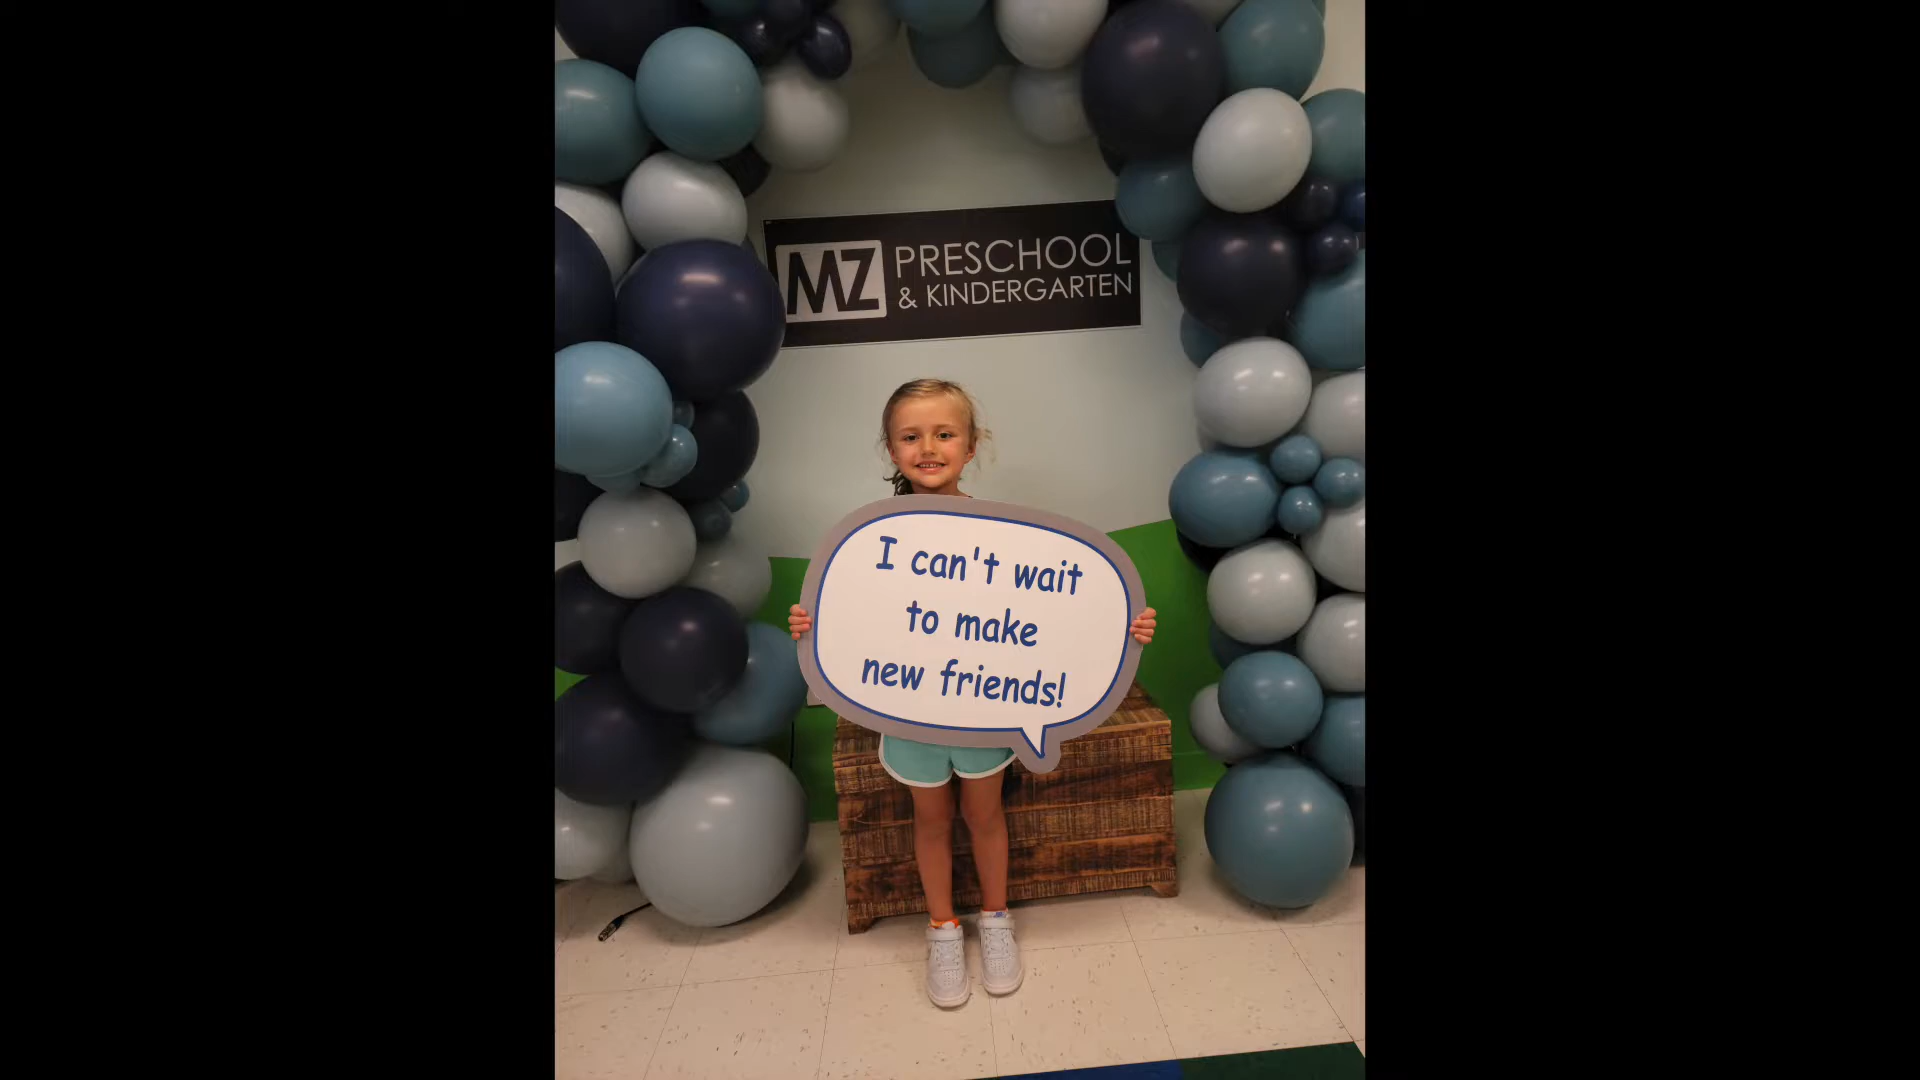 MZ PRESCHOOL
& KINDERGARTEN
I can't wait
to make
new friends!